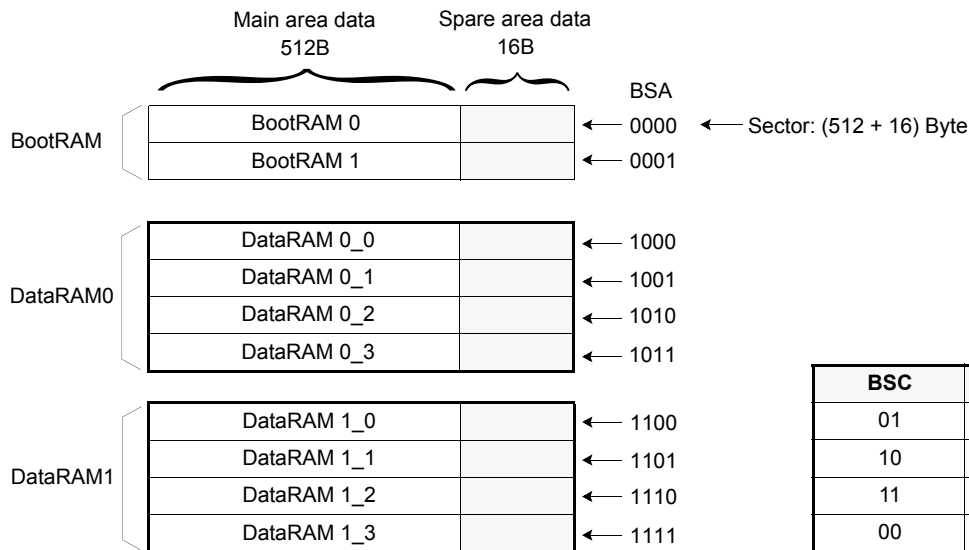 Main area data
512B
Spare area data
16B
BSA
BootRAM
BootRAM 0
0000
Sector: (512 + 16) Byte
BootRAM 1
0001
DataRAM0
DataRAM 0_0
1000
DataRAM 0_1
1001
DataRAM 0_2
1010
DataRAM 0_3
1011
DataRAM1
DataRAM 1_0
1100
DataRAM 1_1
1101
DataRAM 1_2
1110
DataRAM 1_3
1111
BSC
01
10
11
00